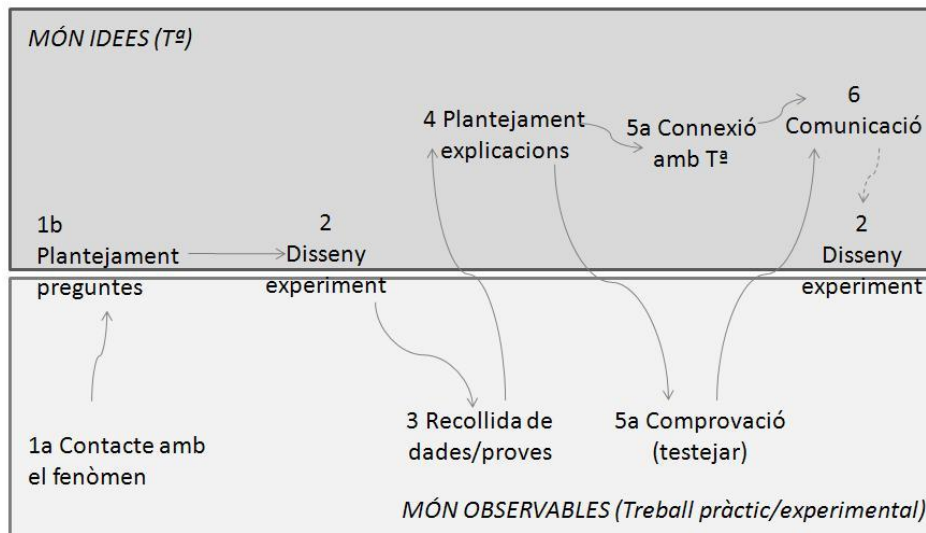 MÓN IDEES (Tª)
4 Plantejament
explicacions
5a Connexió
amb Tª
6
Comunicació
1b
Plantejament
preguntes
2
Disseny
experiment
2
Disseny
experiment
1a Contacte amb
el fenòmen
3 Recollida de
dades/proves
5a Comprovació
(testejar)
MÓN OBSERVABLES (Treball pràctic/experimental)